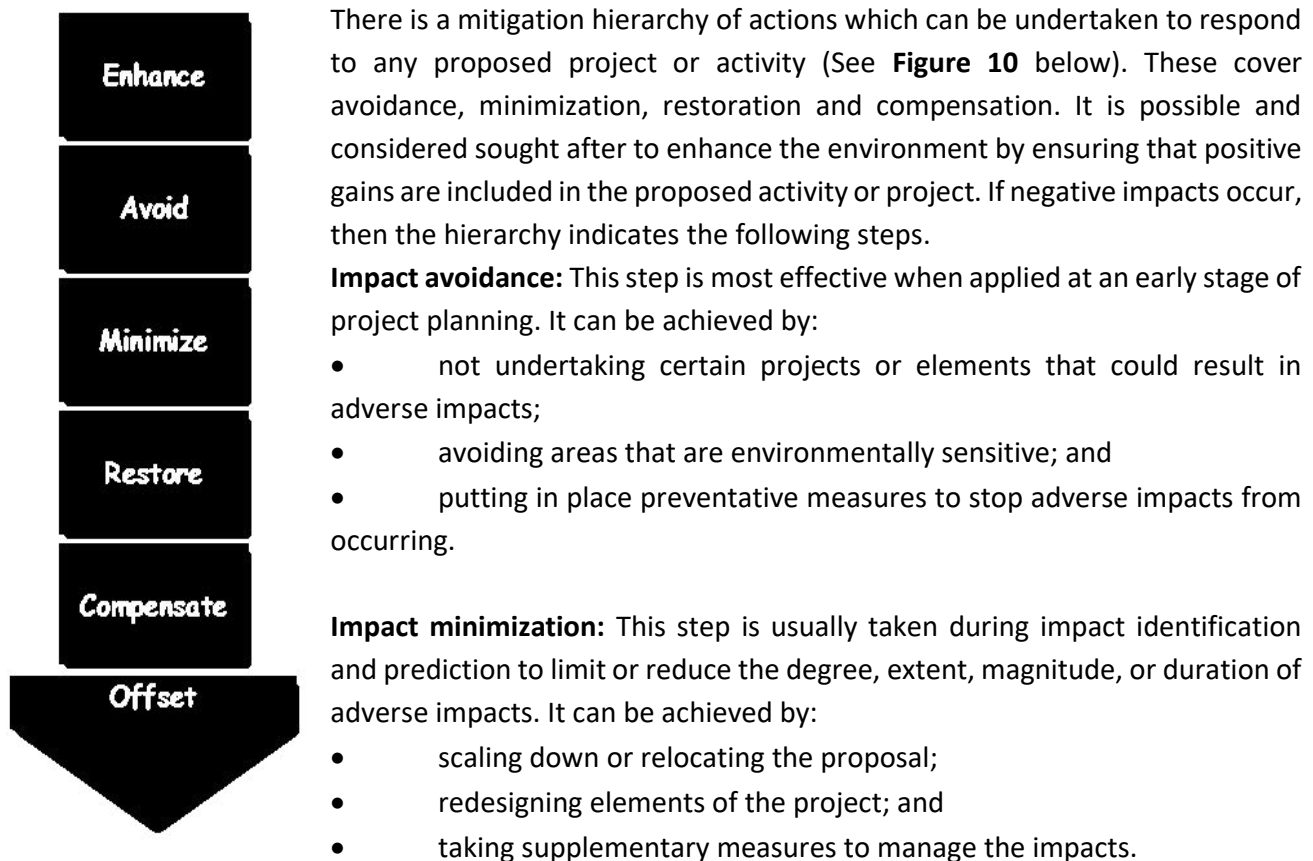 Enhance
Avoid
Minimize
Restore
Compensate
Offset
There is a mitigation hierarchy of actions which can be undertaken to respond
to any proposed project or activity (See Figure 10 below). These cover
avoidance, minimization, restoration and compensation. It is possible and
considered sought after to enhance the environment by ensuring that positive
gains are included in the proposed activity or project. If negative impacts occur,
then the hierarchy indicates the following steps.
Impact avoidance: This step is most effective when applied at an early stage of
project planning. It can be achieved by:
• not undertaking certain projects or elements that could result in
adverse impacts;
• avoiding areas that are environmentally sensitive; and
• putting in place preventative measures to stop adverse impacts from
occurring.
Impact minimization: This step is usually taken during impact identification
and prediction to limit or reduce the degree, extent, magnitude, or duration of
adverse impacts. It can be achieved by:
• scaling down or relocating the proposal;
• redesigning elements of the project; and
• taking supplementary measures to manage the impacts.